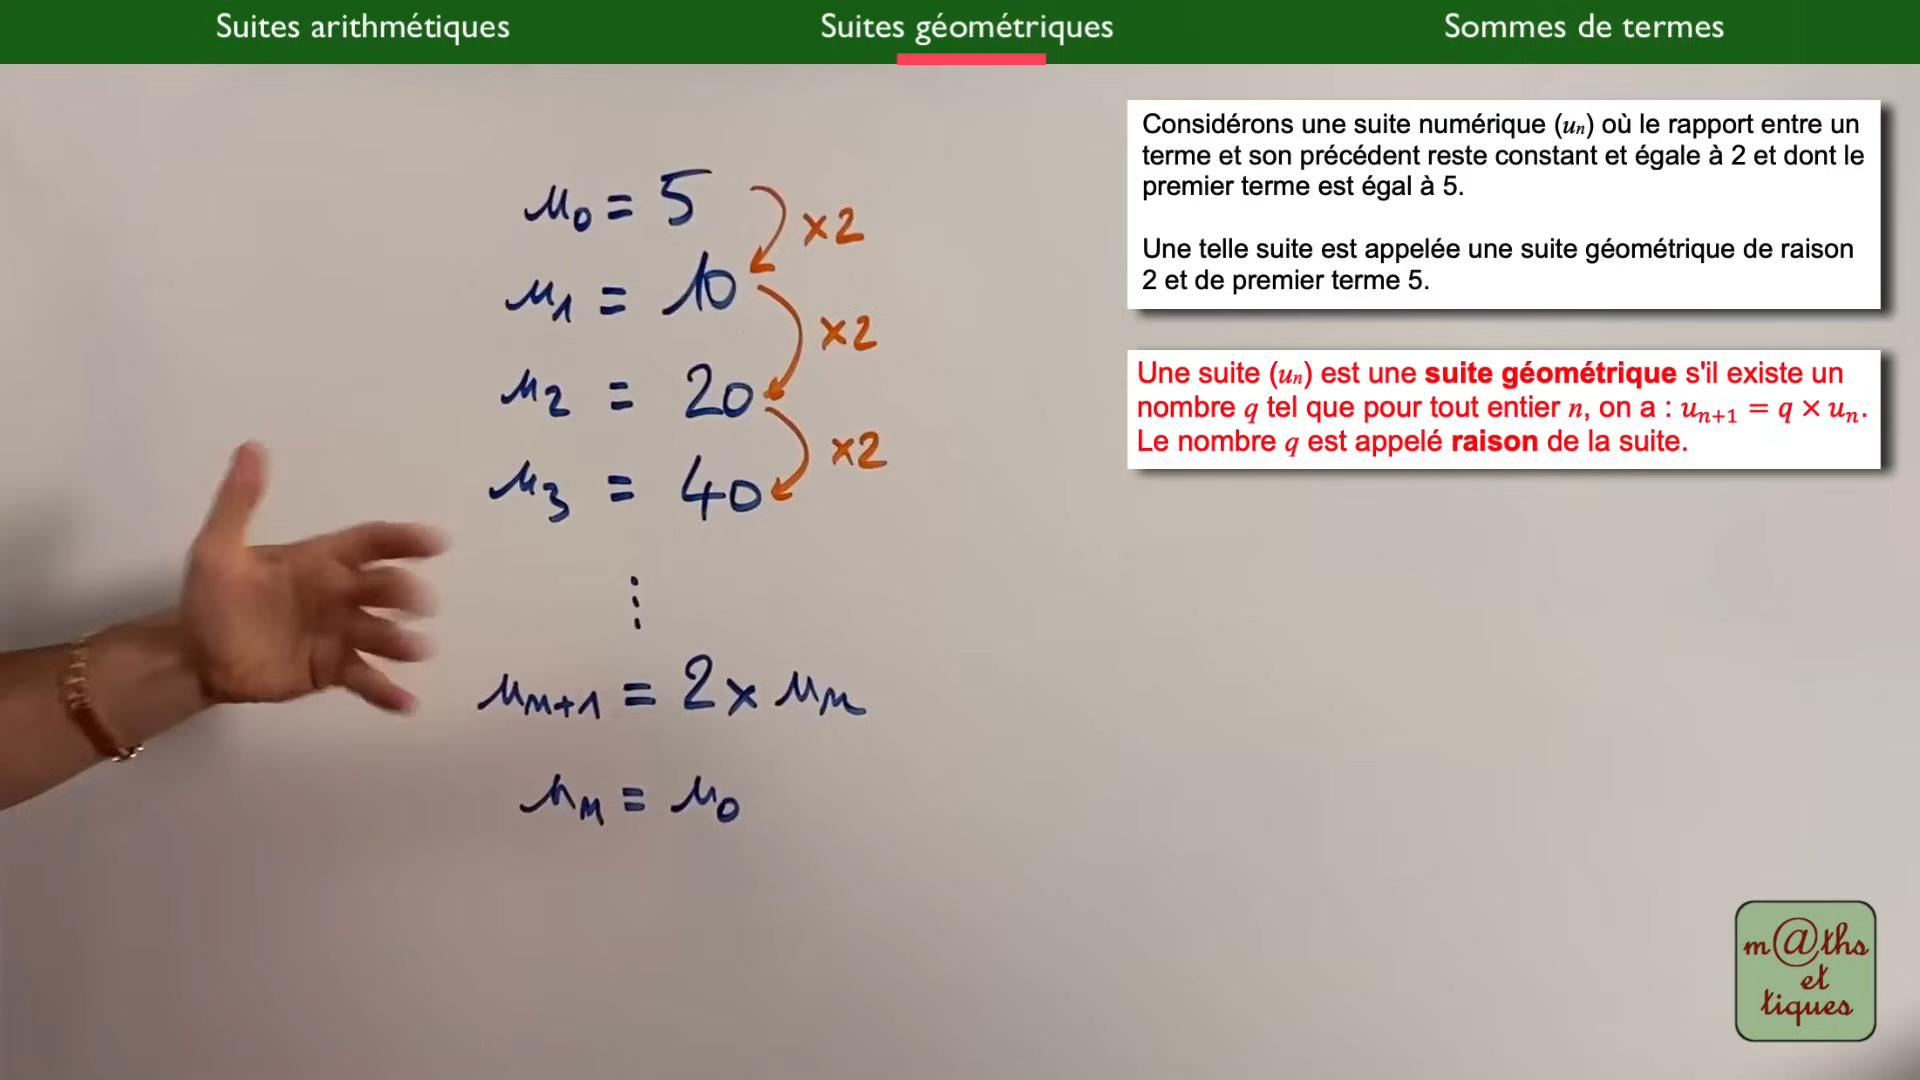 Suites arithmétiques
Suites géométriques
Sommes de termes
u₀ = 5
×2
u₁ = 10
×2
u₂ = 20
×2
u₃ = 40
⋮
uₙ₊₁ = 2 × uₙ
uₙ = u₀
Considérons une suite numérique (uₙ) où le rapport entre un
terme et son précédent reste constant et égale à 2 et dont le
premier terme est égal à 5.
Une telle suite est appelée une suite géométrique de raison
2 et de premier terme 5.
Une suite (uₙ) est une suite géométrique s'il existe un
nombre q tel que pour tout entier n, on a : uₙ₊₁ = q × uₙ.
Le nombre q est appelé raison de la suite.
m@ths
et
tiques